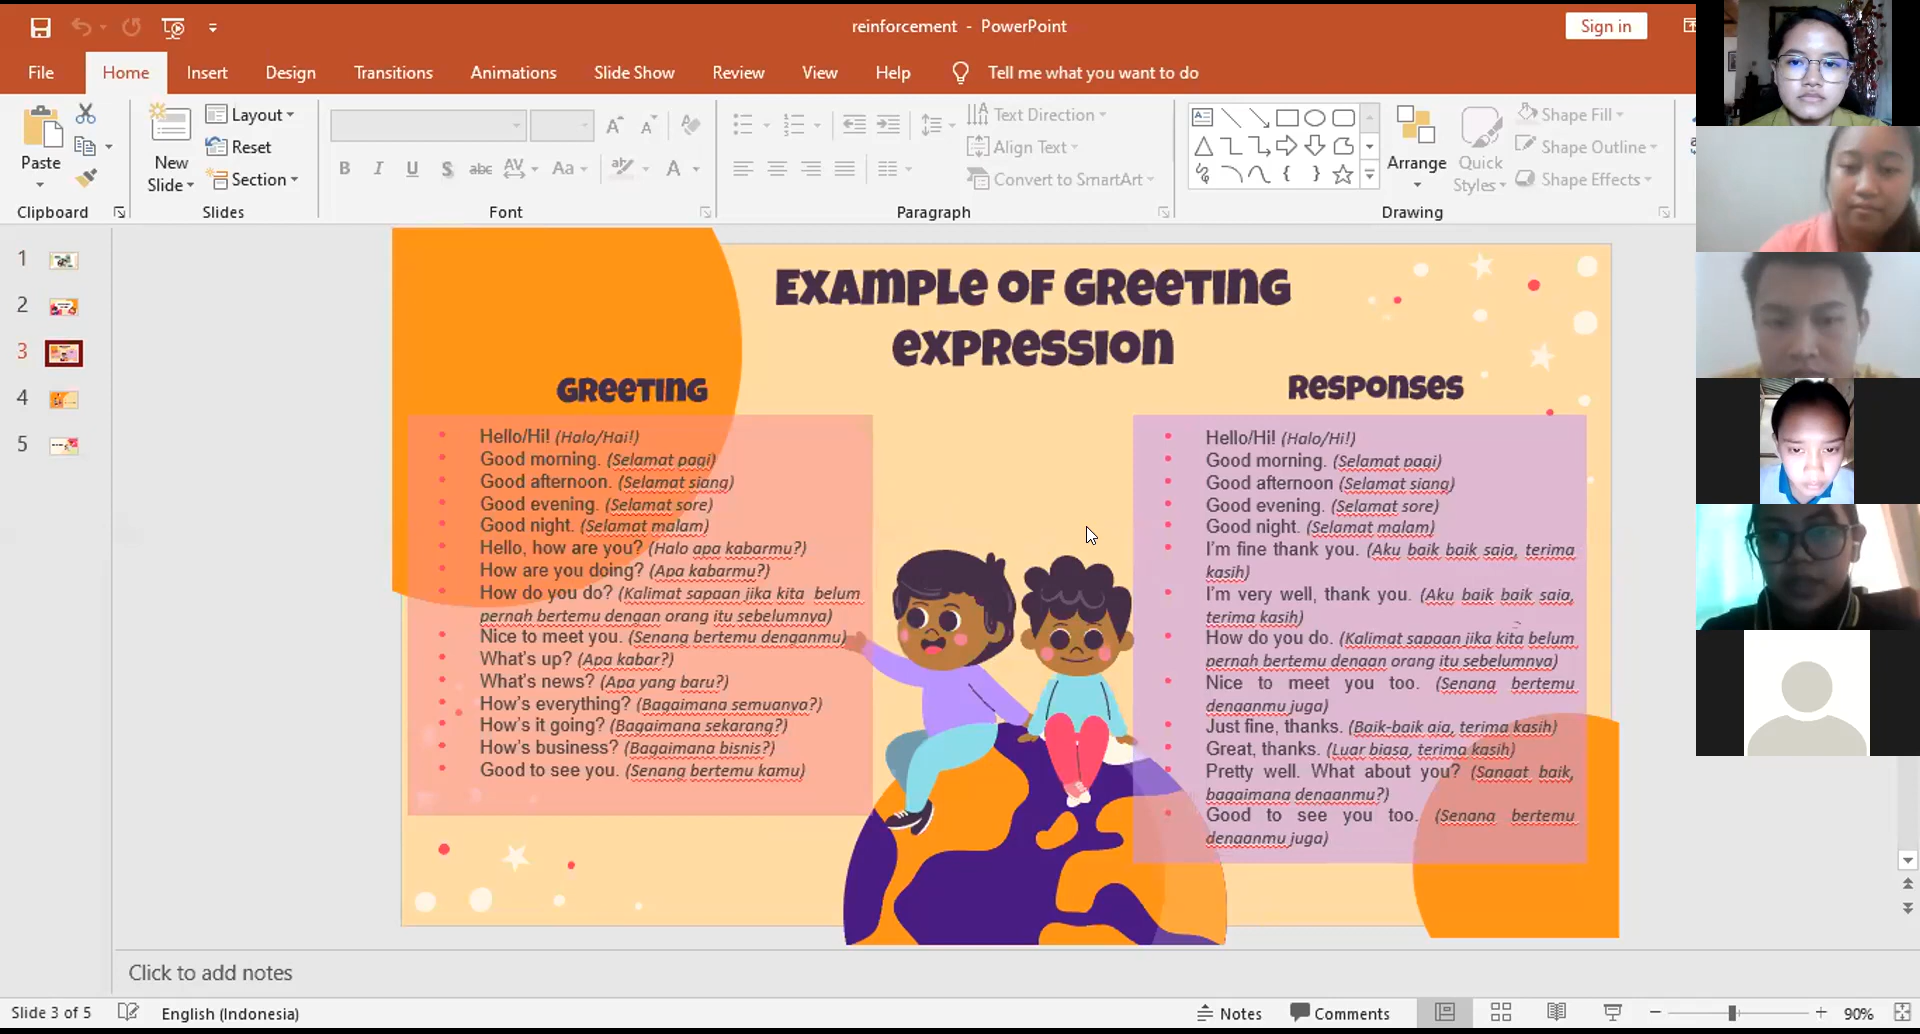 reinforcement - PowerPoint
Sign in
File Home Insert Design Transitions Animations Slide Show Review View Help Tell me what you want to do
Paste
New Slide
Layout
Reset
Section
Text Direction
Align Text
Convert to SmartArt
Arrange
Quick Styles
Shape Fill
Shape Outline
Shape Effects
Clipboard Slides Font Paragraph Drawing
1
2
3
4
5
Example of Greeting
expression
Greeting
Hello/Hi! (Halo/Hai!)
Good morning. (Selamat pagi)
Good afternoon. (Selamat siang)
Good evening. (Selamat sore)
Good night. (Selamat malam)
Hello, how are you? (Halo apa kabarmu?)
How are you doing? (Apa kabarmu?)
How do you do? (Kalimat sapaan jika kita belum
pernah bertemu dengan orang itu sebelumnya)
Nice to meet you. (Senang bertemu denganmu)
What's up? (Apa kabar?)
What's news? (Apa yang baru?)
How's everything? (Bagaimana semuanya?)
How's it going? (Bagaimana sekarang?)
How's business? (Bagaimana bisnis?)
Good to see you. (Senang bertemu kamu)
Responses
Hello/Hi! (Halo/Hi!)
Good morning. (Selamat pagi)
Good afternoon (Selamat siang)
Good evening. (Selamat sore)
Good night. (Selamat malam)
I'm fine thank you. (Aku baik baik saja, terima
kasih)
I'm very well, thank you. (Aku baik baik saja,
terima kasih)
How do you do. (Kalimat sapaan jika kita belum
pernah bertemu dengan orang itu sebelumnya)
Nice to meet you too. (Senang bertemu
denganmu juga)
Just fine, thanks. (Baik-baik aja, terima kasih)
Great, thanks. (Luar biasa, terima kasih)
Pretty well. What about you? (Sangat baik,
bagaimana denganmu?)
Good to see you too. (Senang bertemu
denganmu juga)
Click to add notes
Slide 3 of 5 English (Indonesia) Notes Comments 90%